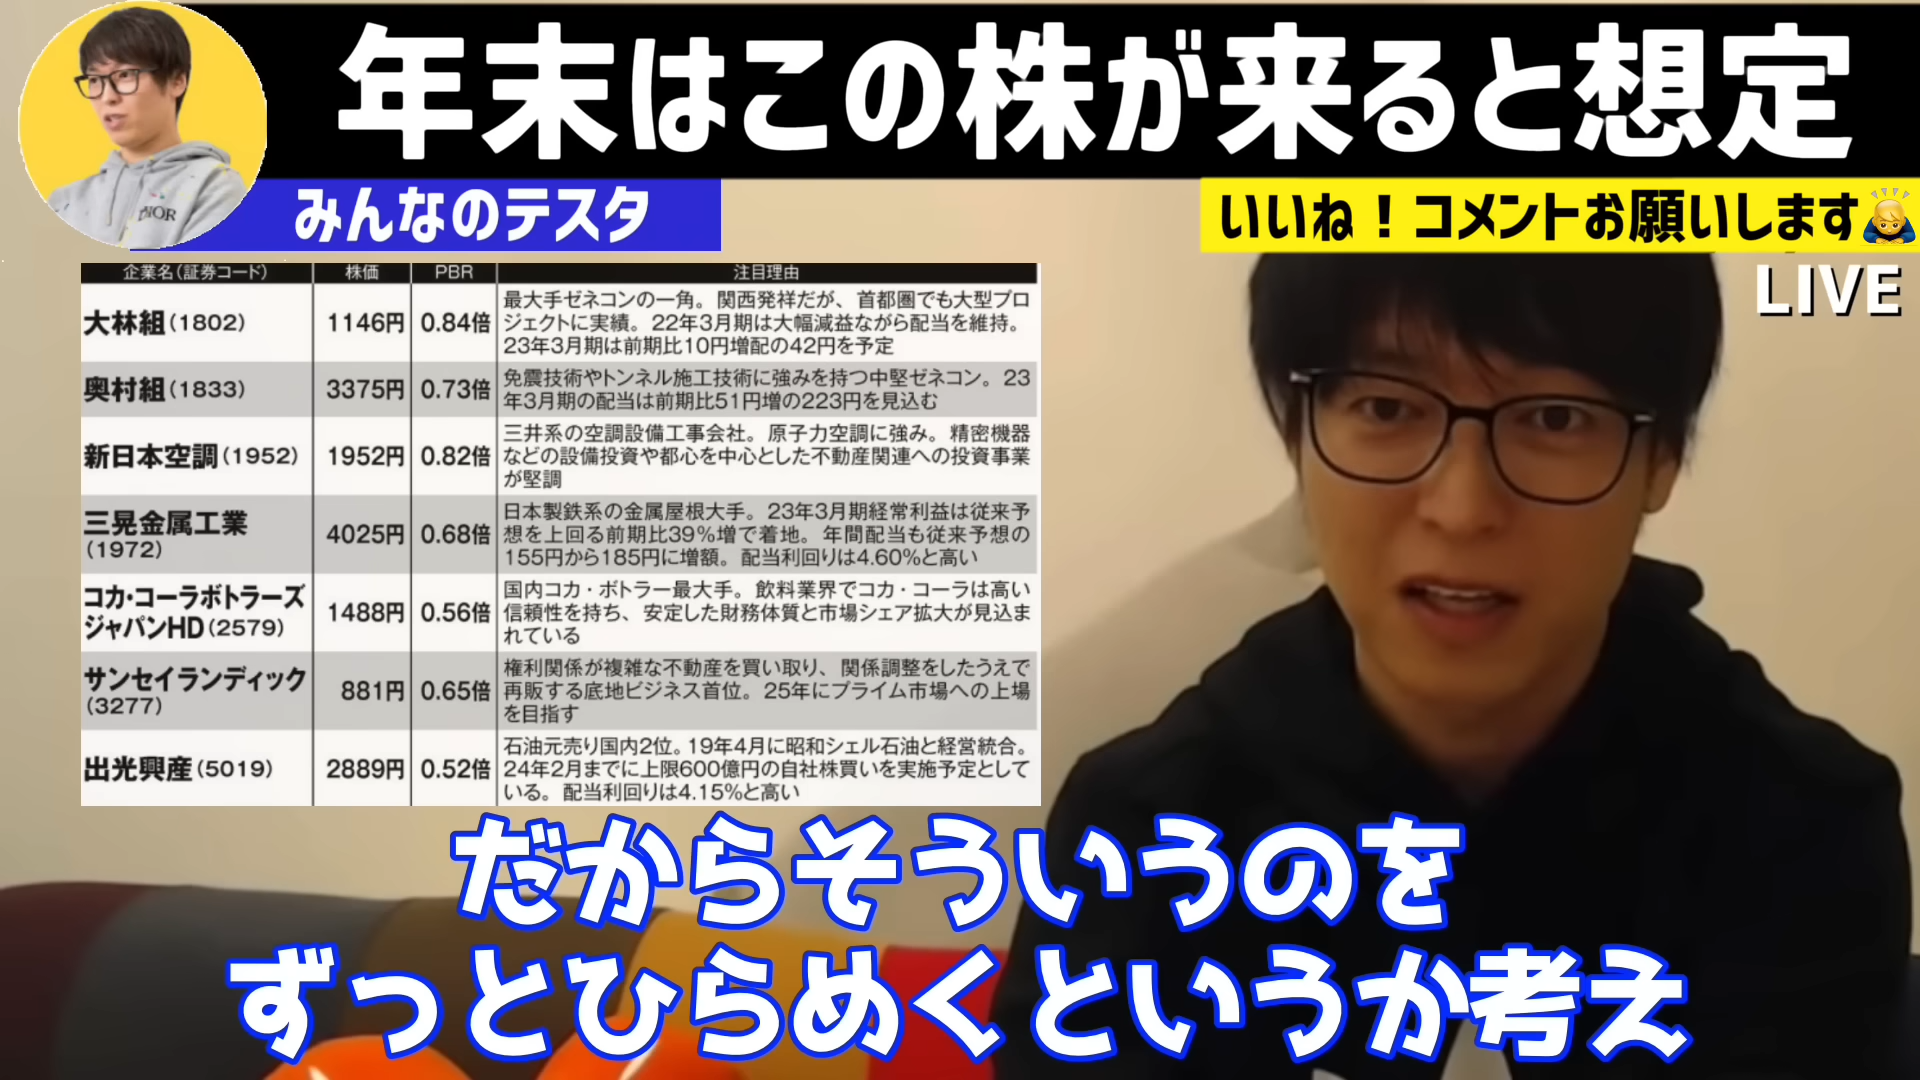 年末はこの株が来ると想定
みんなのテスタ
いいね！コメントお願いします🙇
LIVE
企業名（証券コード） 株価 PBR 注目理由
大林組（1802） 1146円 0.84倍
最大手ゼネコンの一角。関西発祥だが、首都圏でも大型プロ
ジェクトに実績。22年3月期は大幅減益ながら配当を維持。
23年3月期は前期比10円増配の42円を予定
奥村組（1833） 3375円 0.73倍
免震技術やトンネル施工技術に強みを持つ中堅ゼネコン。23
年3月期の配当は前期比51円増の223円を見込む
新日本空調（1952） 1952円 0.82倍
三井系の空調設備工事会社。原子力空調に強み。精密機器
などの設備投資や都心を中心とした不動産関連への投資事業
が堅調
三晃金属工業
（1972） 4025円 0.68倍
日本製鉄系の金属屋根大手。23年3月期経常利益は従来予
想を上回る前期比39%増で着地。年間配当も従来予想の
155円から185円に増額。配当利回りは4.60%と高い
コカ・コーラボトラーズ
ジャパンHD（2579） 1488円 0.56倍
国内コカ・ボトラー最大手。飲料業界でコカ・コーラは高い
信頼性を持ち、安定した財務体質と市場シェア拡大が見込ま
れている
サンセイランディック
（3277） 881円 0.65倍
権利関係が複雑な不動産を買い取り、関係調整をしたうえで
再販する底地ビジネス首位。25年にプライム市場への上場
を目指す
出光興産（5019） 2889円 0.52倍
石油元売り国内2位。19年4月に昭和シェル石油と経営統合。
24年2月までに上限600億円の自社株買いを実施予定として
いる。配当利回りは4.15%と高い
だからそういうのを
ずっとひらめくというか考え